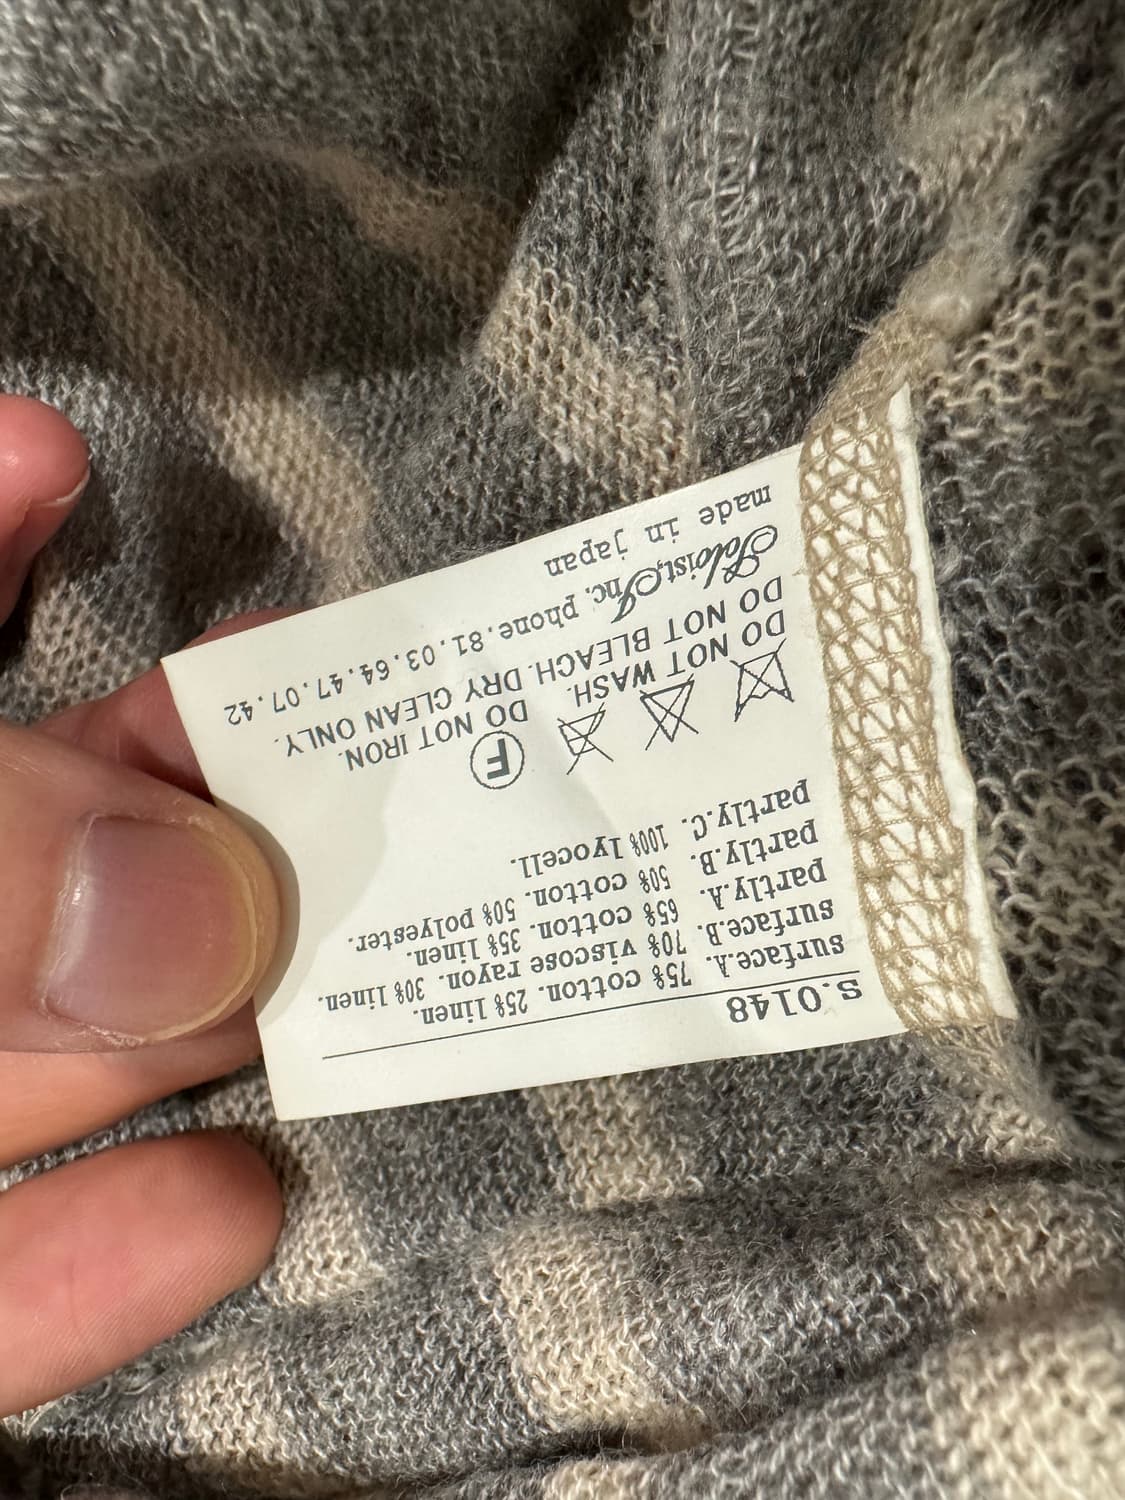 s.0148
surface.A. 75% cotton. 25% linen.
surface.B. 70% viscose rayon. 30% linen.
partly.A. 65% cotton. 35% linen.
partly.B. 50% cotton. 50% polyester.
partly.C. 100% lyocell.
F
DO NOT WASH. DO NOT IRON.
DO NOT BLEACH. DRY CLEAN ONLY.
Soloist, Inc. phone.81.03.64.47.07.42
made in japan